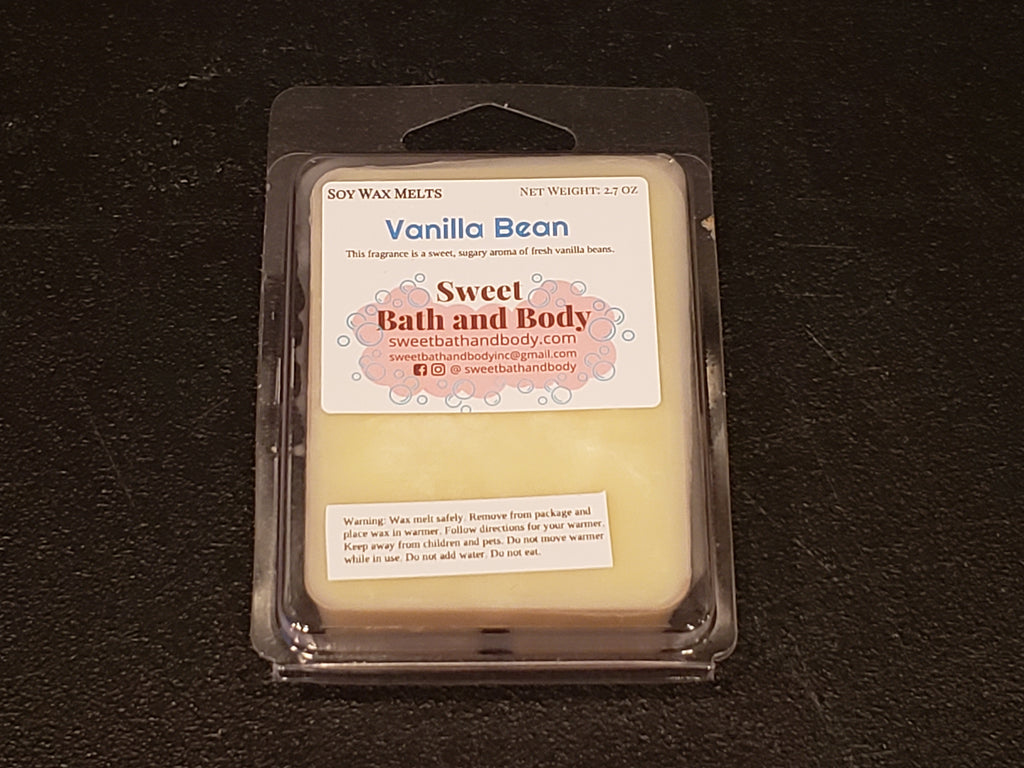 Soy Wax Melts
Net Weight: 2.7 oz
Vanilla Bean
This fragrance is a sweet, sugary aroma of fresh vanilla beans.
Sweet
Bath and Body
sweetbathandbody.com
sweetbathandbodyinc@gmail.com
@ sweetbathandbody
Warning: Wax melt safely. Remove from package and
place wax in warmer. Follow directions for your warmer.
Keep away from children and pets. Do not move warmer
while in use. Do not add water. Do not eat.